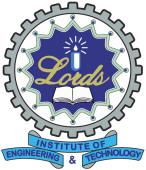 Lords
INSTITUTE OF
ENGINEERING & TECHNOLOGY